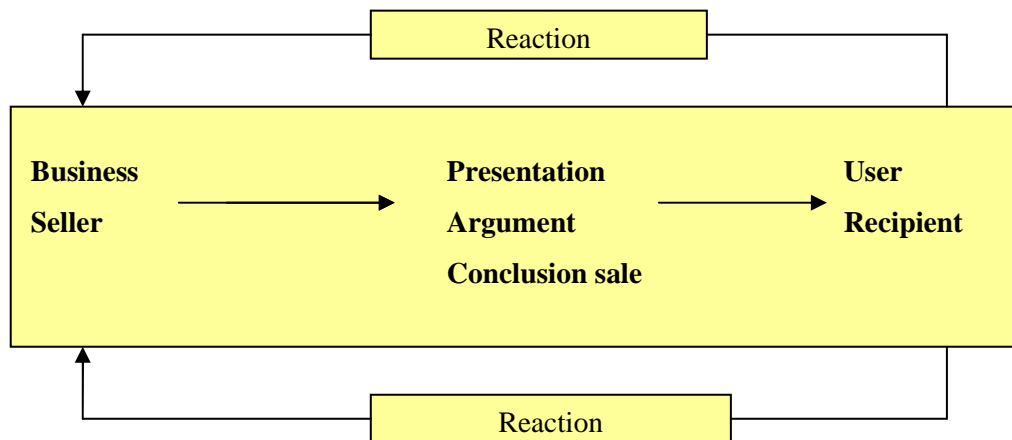 Reaction
Business
Seller
Presentation
Argument
Conclusion sale
User
Recipient
Reaction